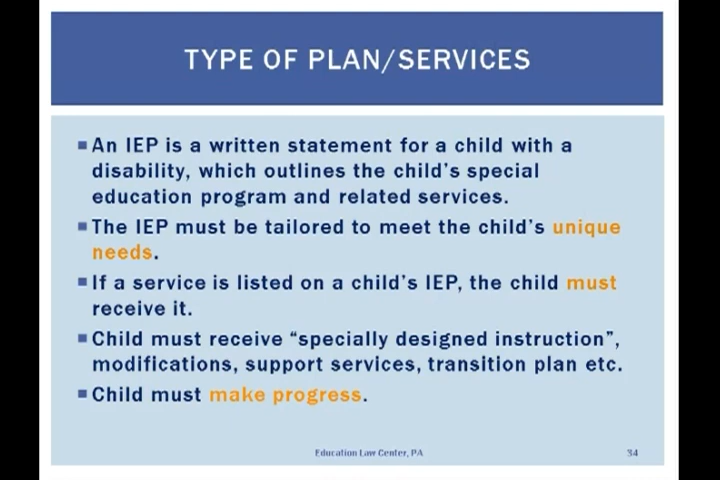 TYPE OF PLAN/SERVICES
An IEP is a written statement for a child with a
disability, which outlines the child's special
education program and related services.
The IEP must be tailored to meet the child's unique
needs.
If a service is listed on a child's IEP, the child must
receive it.
Child must receive “specially designed instruction”,
modifications, support services, transition plan etc.
Child must make progress.
Education Law Center, PA
34